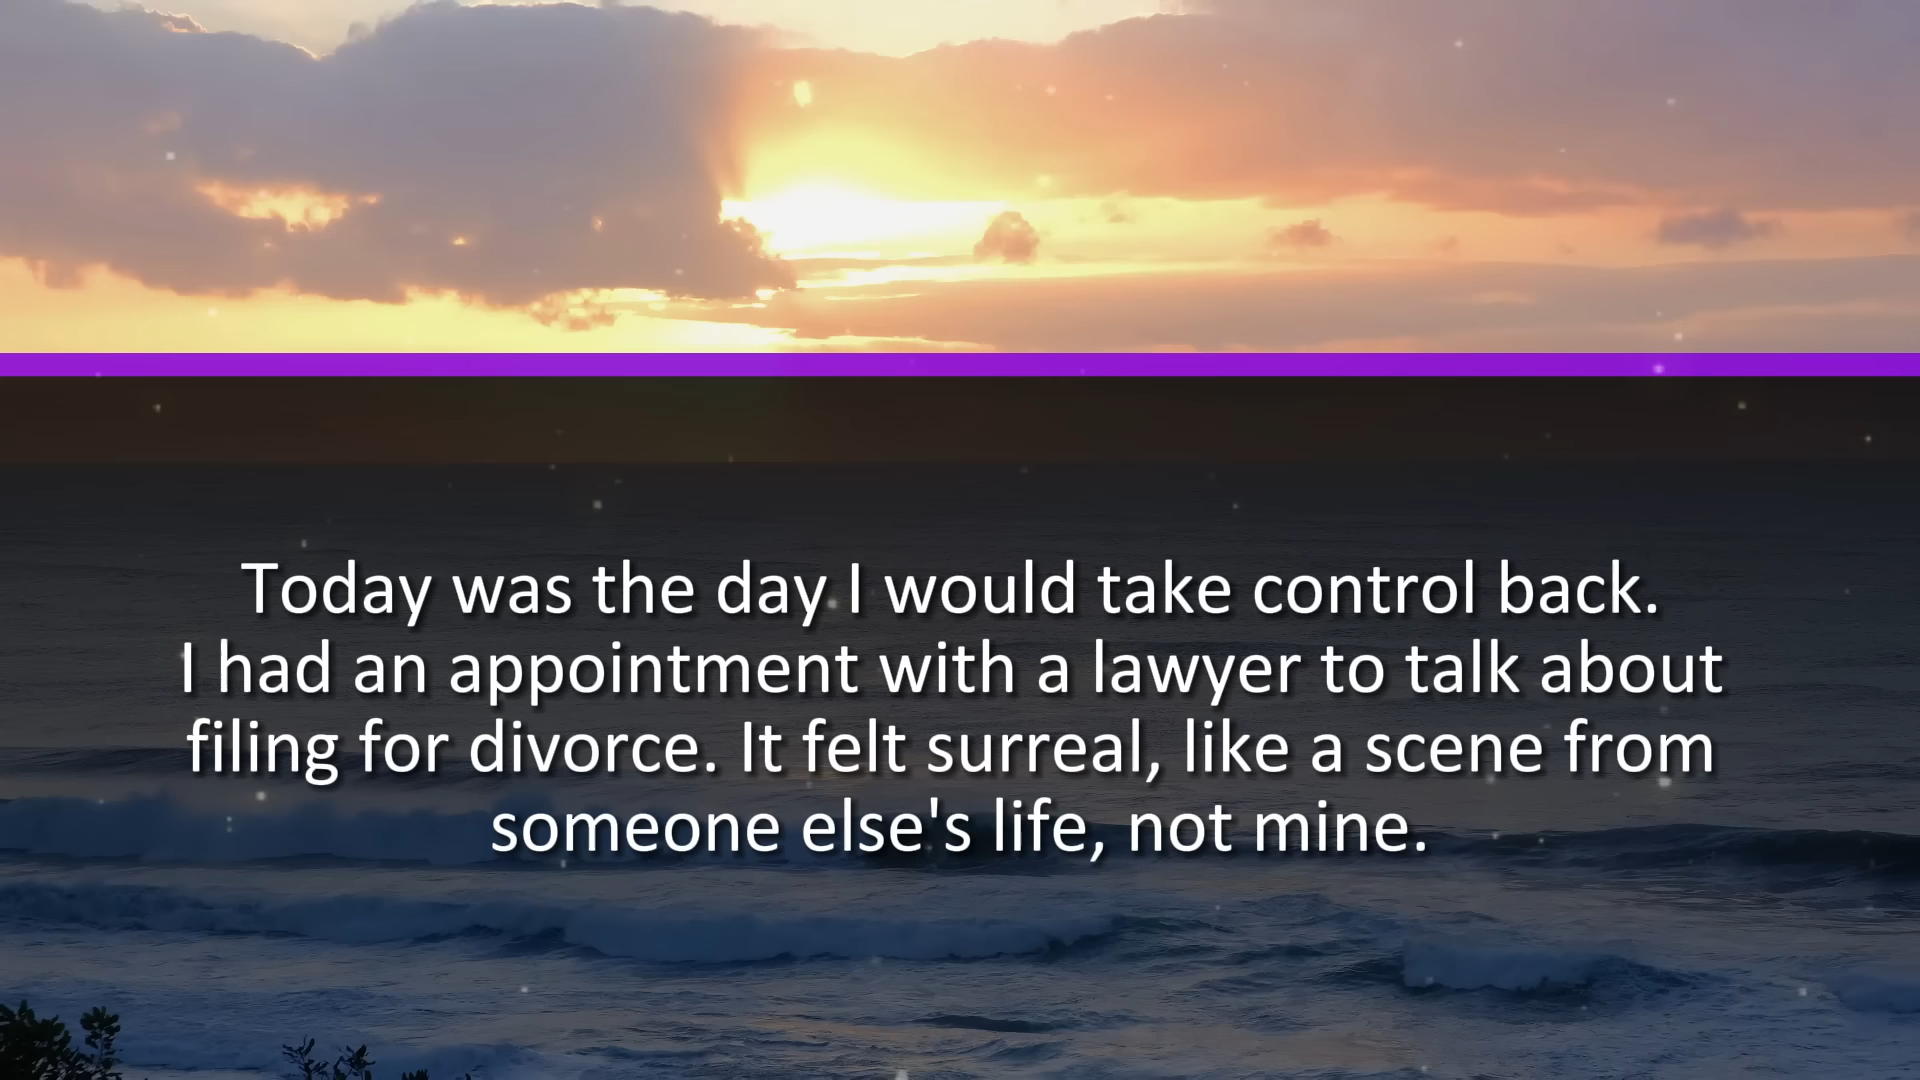 Today was the day I would take control back.
I had an appointment with a lawyer to talk about
filing for divorce. It felt surreal, like a scene from
someone else's life, not mine.